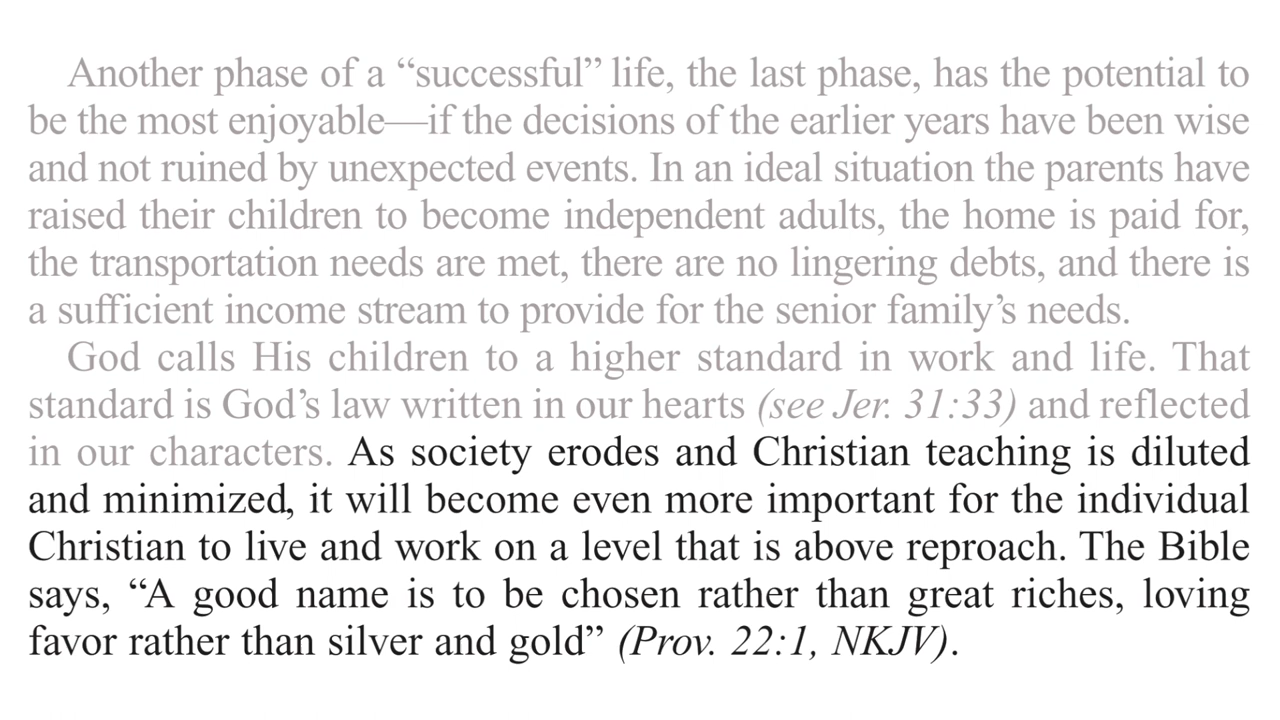 Another phase of a “successful” life, the last phase, has the potential to
be the most enjoyable—if the decisions of the earlier years have been wise
and not ruined by unexpected events. In an ideal situation the parents have
raised their children to become independent adults, the home is paid for,
the transportation needs are met, there are no lingering debts, and there is
a sufficient income stream to provide for the senior family’s needs.
God calls His children to a higher standard in work and life. That
standard is God’s law written in our hearts (see Jer. 31:33) and reflected
in our characters. As society erodes and Christian teaching is diluted
and minimized, it will become even more important for the individual
Christian to live and work on a level that is above reproach. The Bible
says, “A good name is to be chosen rather than great riches, loving
favor rather than silver and gold” (Prov. 22:1, NKJV).